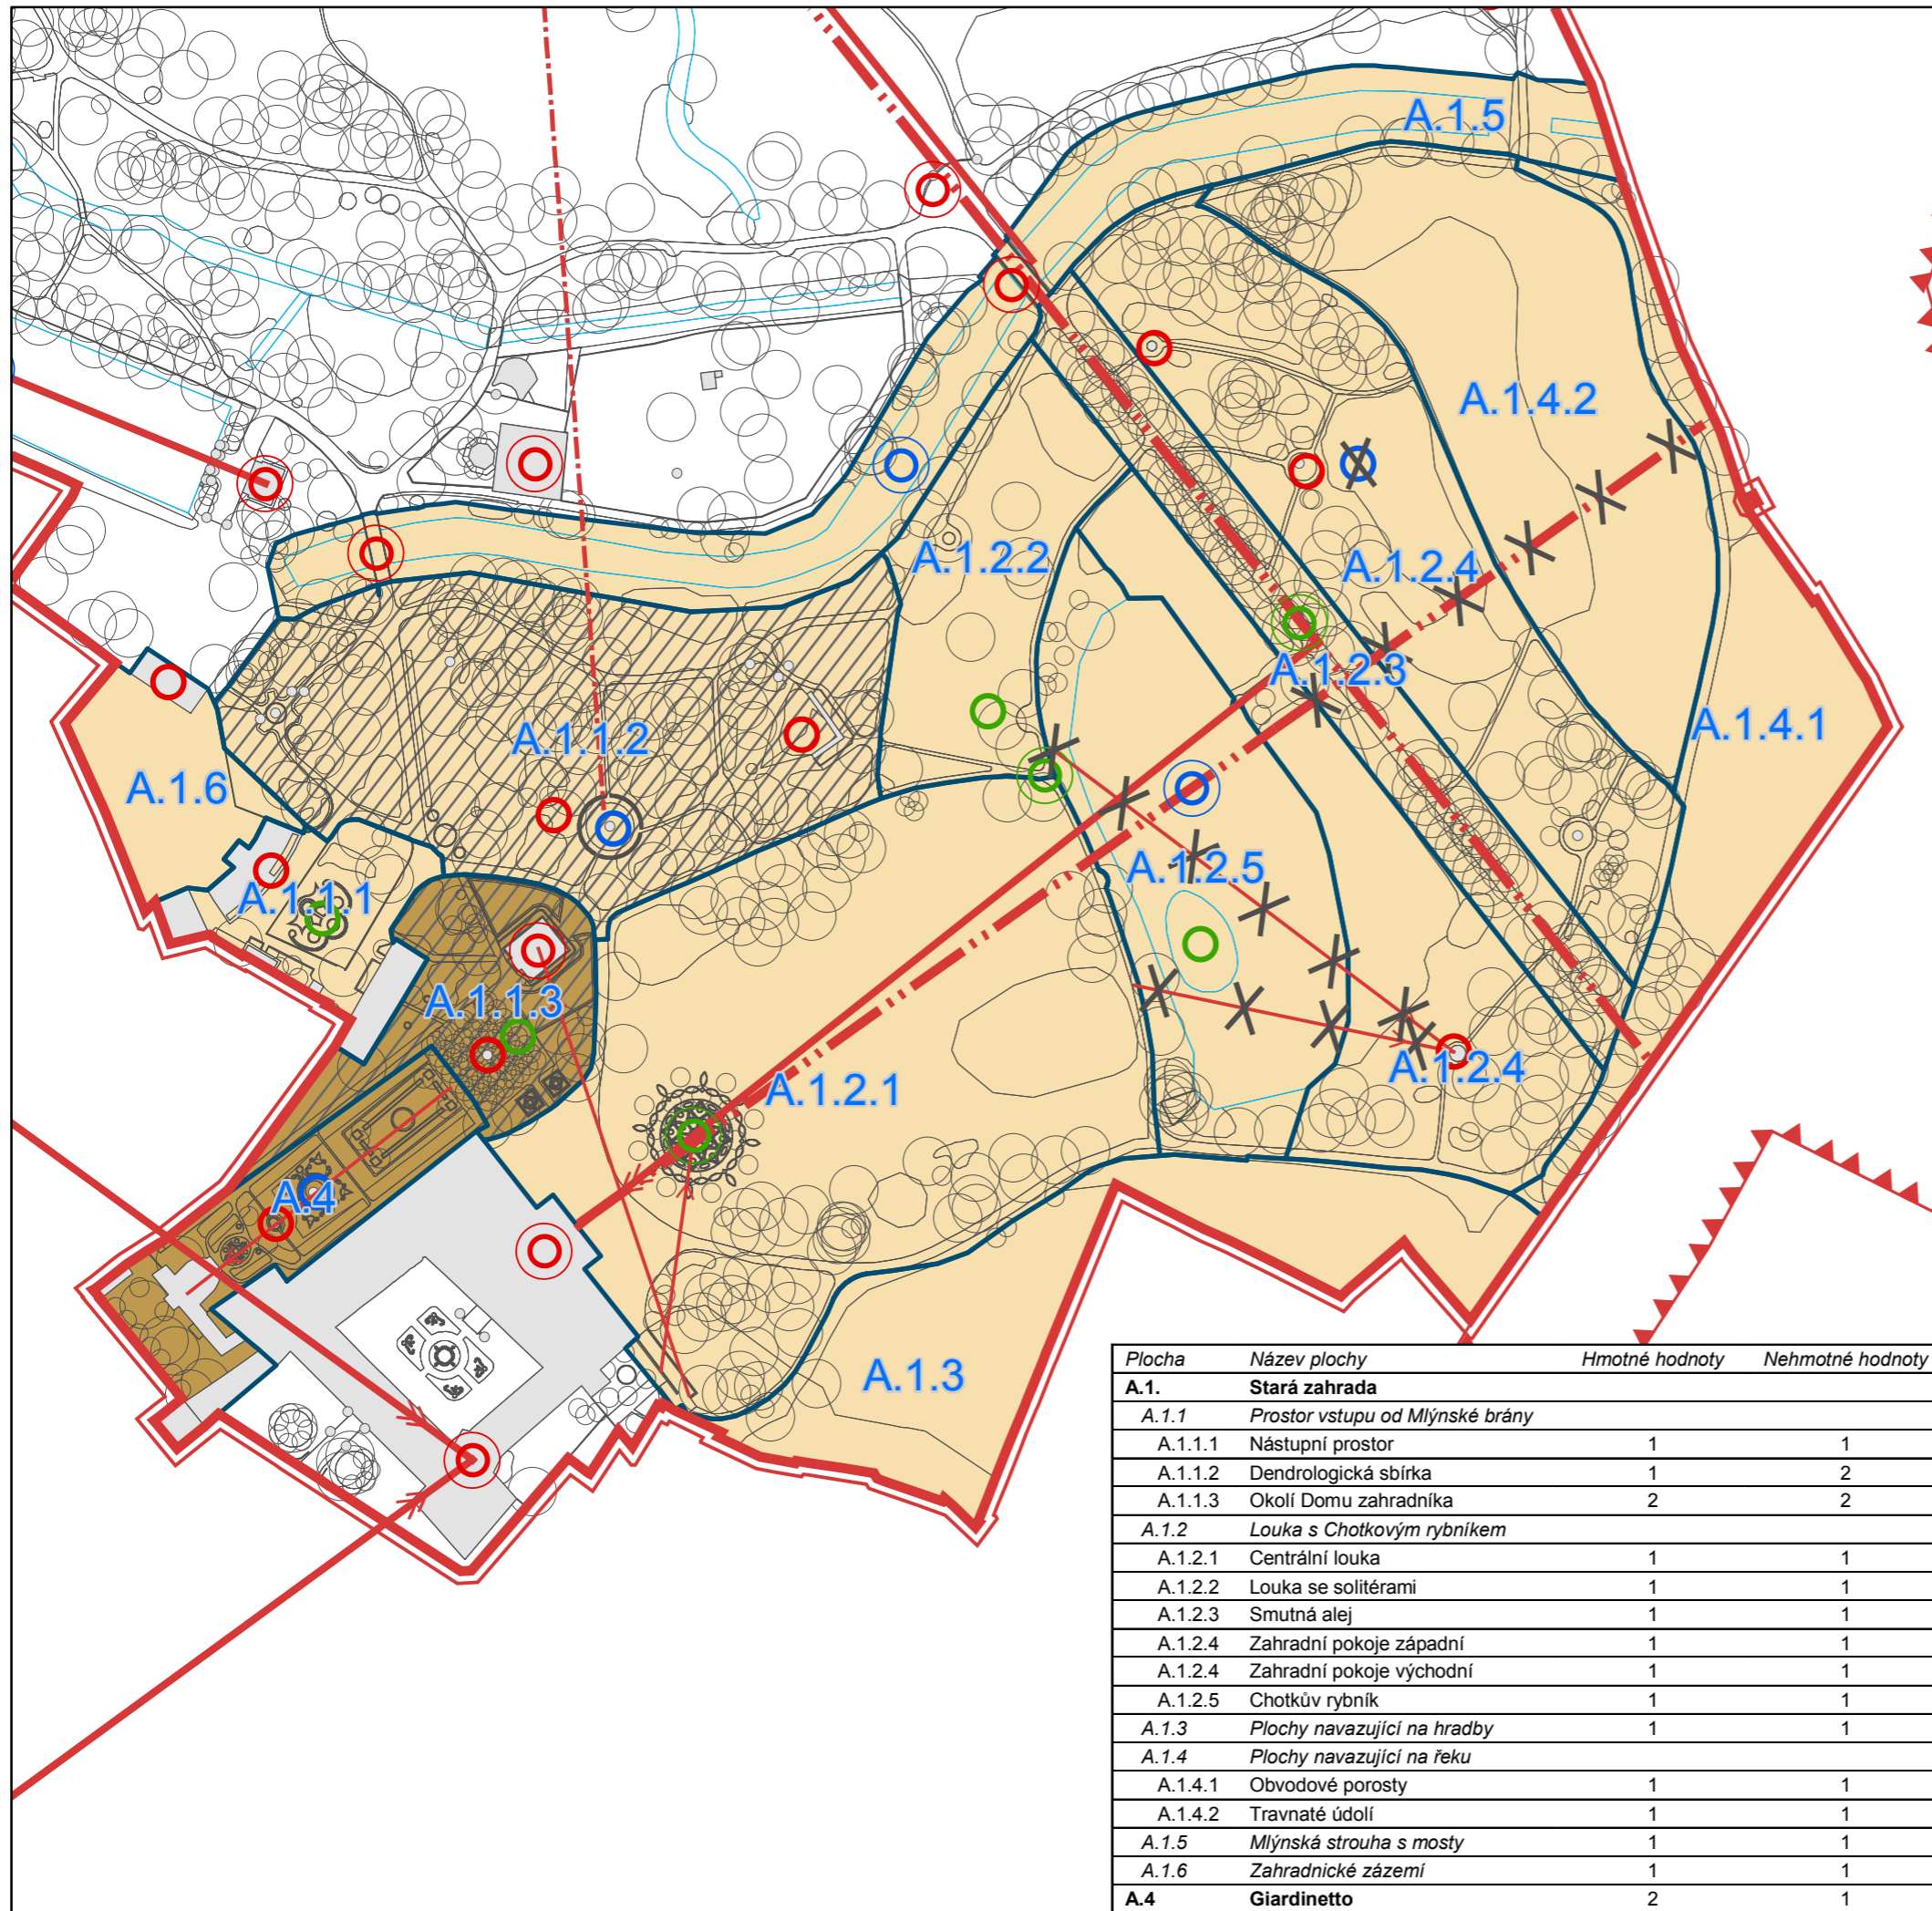 A.1.5
A.1.4.2
A.1.2.2
A.1.2.4
A.1.2.3
A.1.4.1
A.1.1.2
A.1.6
A.1.2.5
A.1.1.1
A.1.1.3
A.1.2.1
A.1.2.4
A.4
A.1.3
Plocha Název plochy Hmotné hodnoty Nehmotné hodnoty
A.1. Stará zahrada
A.1.1 Prostor vstupu od Mlýnské brány
A.1.1.1 Nástupní prostor 1 1
A.1.1.2 Dendrologická sbírka 1 2
A.1.1.3 Okolí Domu zahradníka 2 2
A.1.2 Louka s Chotkovým rybníkem
A.1.2.1 Centrální louka 1 1
A.1.2.2 Louka se solitérami 1 1
A.1.2.3 Smutná alej 1 1
A.1.2.4 Zahradní pokoje západní 1 1
A.1.2.4 Zahradní pokoje východní 1 1
A.1.2.5 Chotkův rybník 1 1
A.1.3 Plochy navazující na hradby 1 1
A.1.4 Plochy navazující na řeku
A.1.4.1 Obvodové porosty 1 1
A.1.4.2 Travnaté údolí 1 1
A.1.5 Mlýnská strouha s mosty 1 1
A.1.6 Zahradnické zázemí 1 1
A.4 Giardinetto 2 1